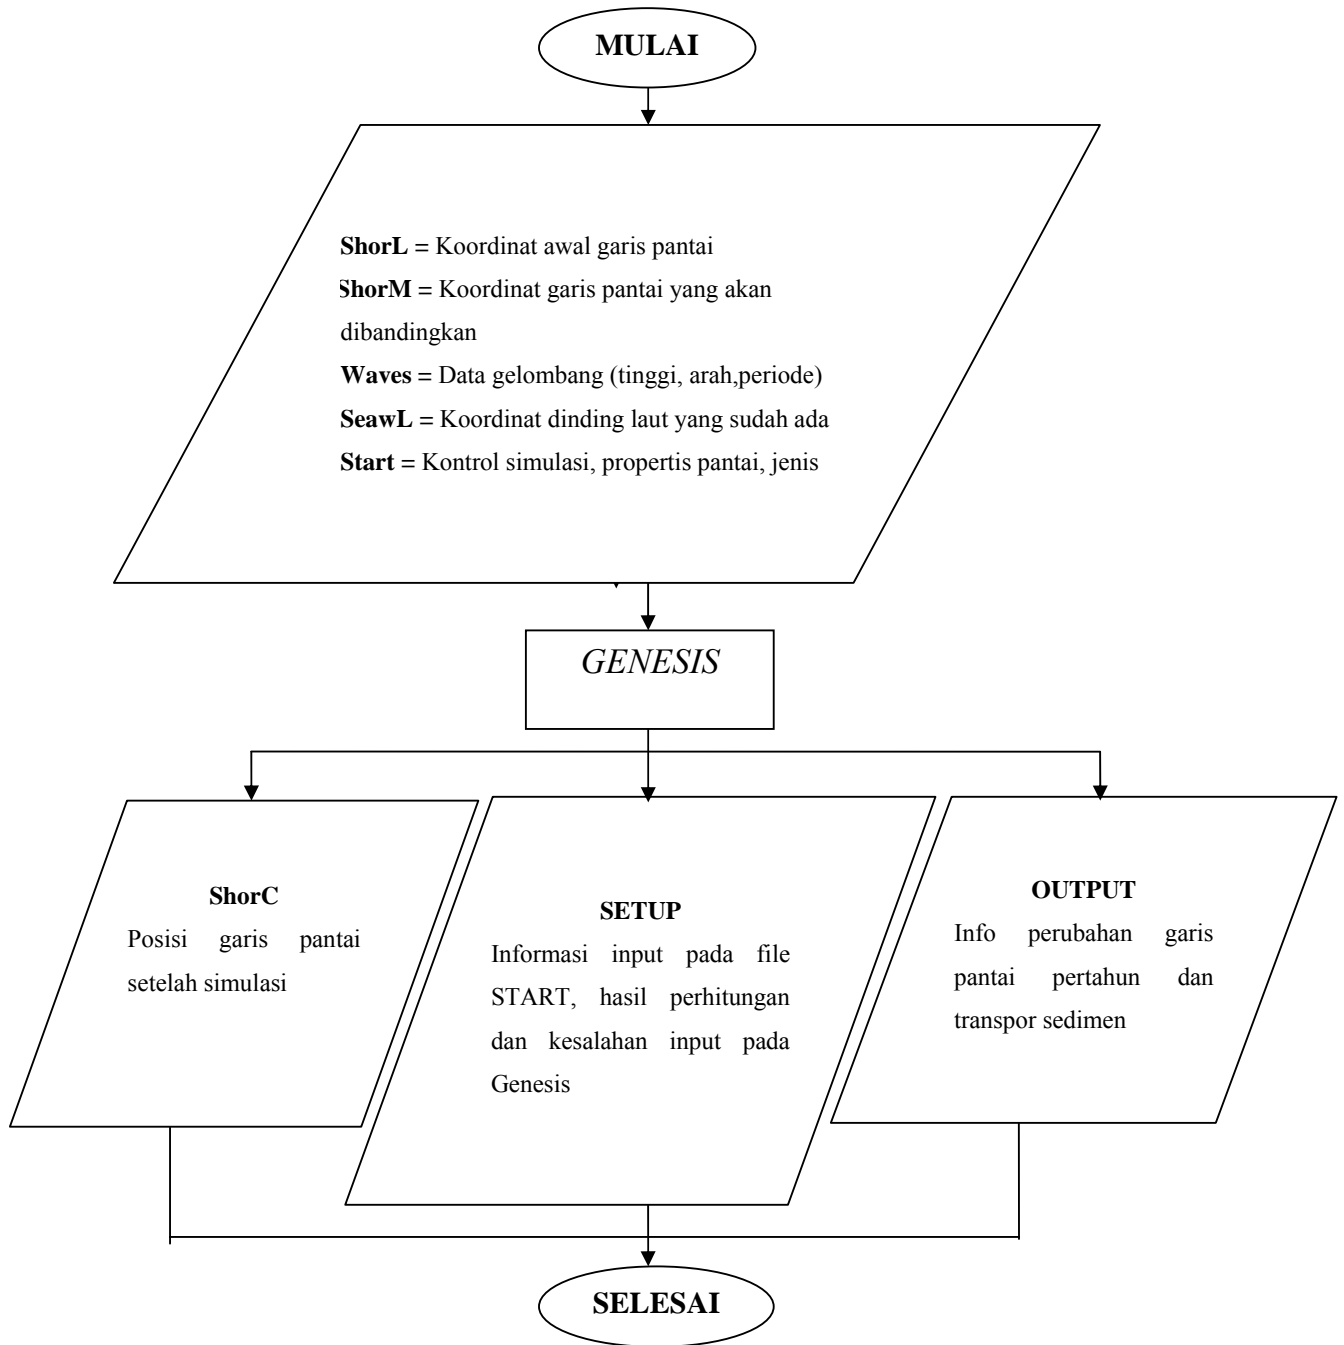 MULAI
ShorL = Koordinat awal garis pantai
ShorM = Koordinat garis pantai yang akan
dibandingkan
Waves = Data gelombang (tinggi, arah,periode)
SeawL = Koordinat dinding laut yang sudah ada
Start = Kontrol simulasi, propertis pantai, jenis
GENESIS
ShorC
Posisi garis pantai
setelah simulasi
SETUP
Informasi input pada file
START, hasil perhitungan
dan kesalahan input pada
Genesis
OUTPUT
Info perubahan garis
pantai pertahun dan
transpor sedimen
SELESAI